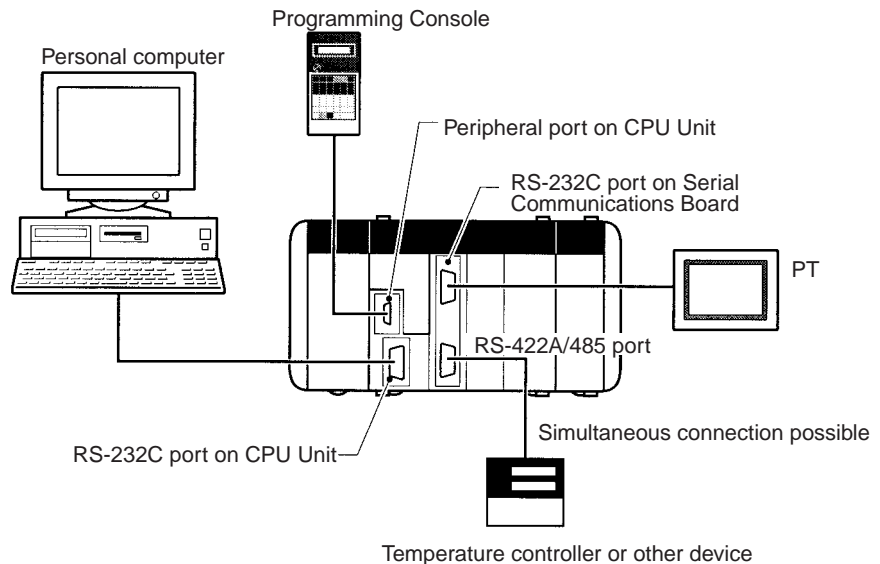 Programming Console
Personal computer
Peripheral port on CPU Unit
RS-232C port on Serial
Communications Board
PT
RS-422A/485 port
Simultaneous connection possible
RS-232C port on CPU Unit
Temperature controller or other device